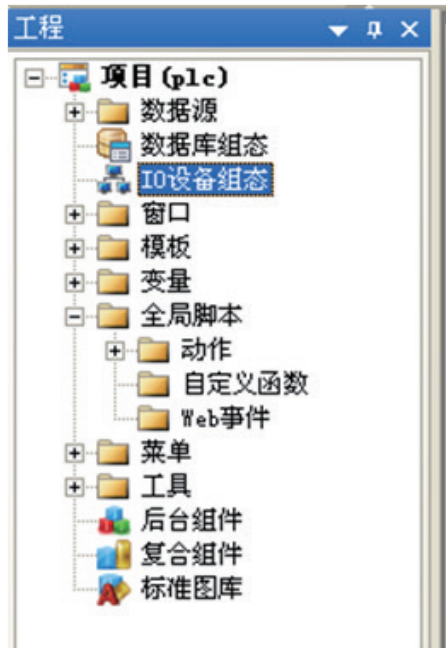 工程
项目(plc)
数据源
数据库组态
IO设备组态
窗口
模板
变量
全局脚本
动作
自定义函数
Web事件
菜单
工具
后台组件
复合组件
标准图库